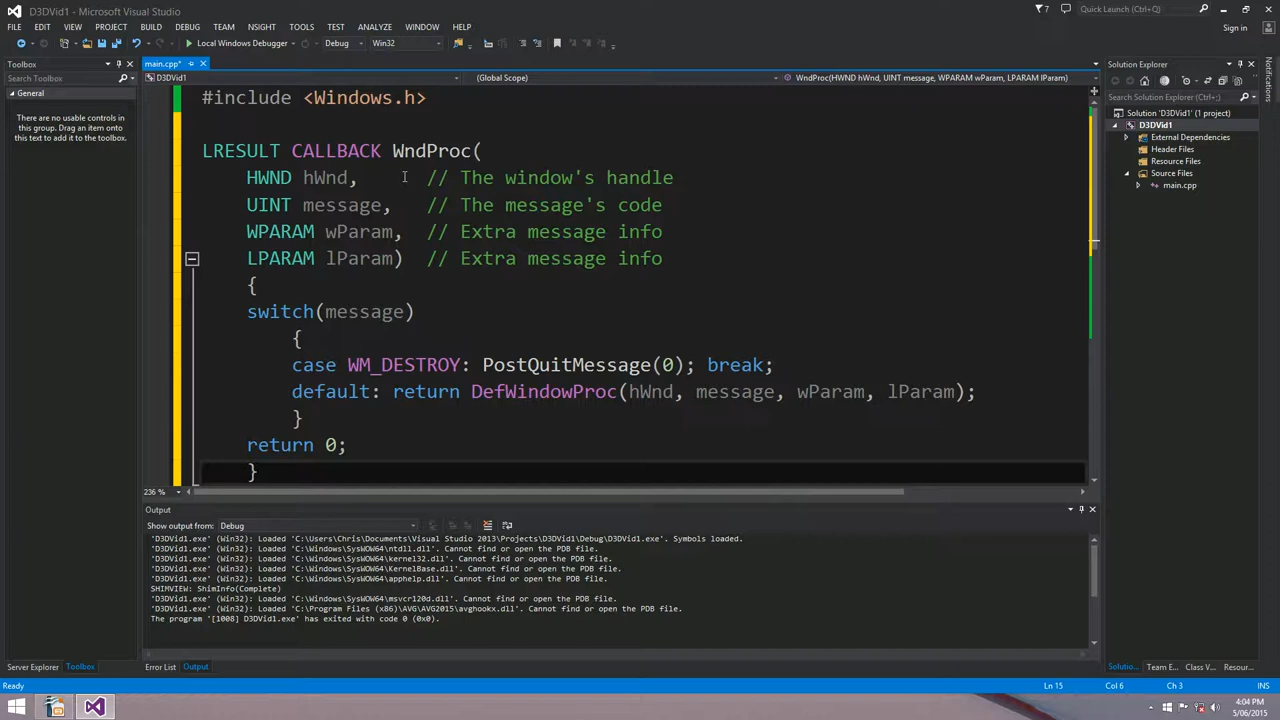 D3DVid1 - Microsoft Visual Studio
7
Quick Launch (Ctrl+Q)
FILE EDIT VIEW PROJECT BUILD DEBUG TEAM NSIGHT TOOLS TEST ANALYZE WINDOW HELP
Sign in
Local Windows Debugger Debug Win32
Toolbox
main.cpp*
Solution Explorer
Notifications
Search Toolbox
D3DVid1
(Global Scope)
WndProc(HWND hWnd, UINT message, WPARAM wParam, LPARAM lParam)
General
There are no usable controls in
this group. Drag an item onto
this text to add it to the toolbox.
#include <Windows.h>
LRESULT CALLBACK WndProc(
HWND hWnd, // The window's handle
UINT message, // The message's code
WPARAM wParam, // Extra message info
LPARAM lParam) // Extra message info
{
switch(message)
{
case WM_DESTROY: PostQuitMessage(0); break;
default: return DefWindowProc(hWnd, message, wParam, lParam);
}
return 0;
}
236 %
Search Solution Explorer (Ctrl+;)
Solution 'D3DVid1' (1 project)
D3DVid1
External Dependencies
Header Files
Resource Files
Source Files
main.cpp
Output
Show output from: Debug
'D3DVid1.exe' (Win32): Loaded 'C:\Users\Chris\Documents\Visual Studio 2013\Projects\D3DVid1\Debug\D3DVid1.exe'. Symbols loaded.
'D3DVid1.exe' (Win32): Loaded 'C:\Windows\SysWOW64\ntdll.dll'. Cannot find or open the PDB file.
'D3DVid1.exe' (Win32): Loaded 'C:\Windows\SysWOW64\kernel32.dll'. Cannot find or open the PDB file.
'D3DVid1.exe' (Win32): Loaded 'C:\Windows\SysWOW64\KernelBase.dll'. Cannot find or open the PDB file.
'D3DVid1.exe' (Win32): Loaded 'C:\Windows\SysWOW64\apphelp.dll'. Cannot find or open the PDB file.
SHIMVIEW: ShimInfo(Complete)
'D3DVid1.exe' (Win32): Loaded 'C:\Windows\SysWOW64\msvcr120d.dll'. Cannot find or open the PDB file.
'D3DVid1.exe' (Win32): Loaded 'C:\Program Files (x86)\AVG\AVG2015\avghookx.dll'. Cannot find or open the PDB file.
The program '[1008] D3DVid1.exe' has exited with code 0 (0x0).
Server Explorer Toolbox
Error List Output
Solutio... Team E... Class V... Resour...
Ready
Ln 15 Col 6 Ch 3 INS
4:04 PM
5/06/2015